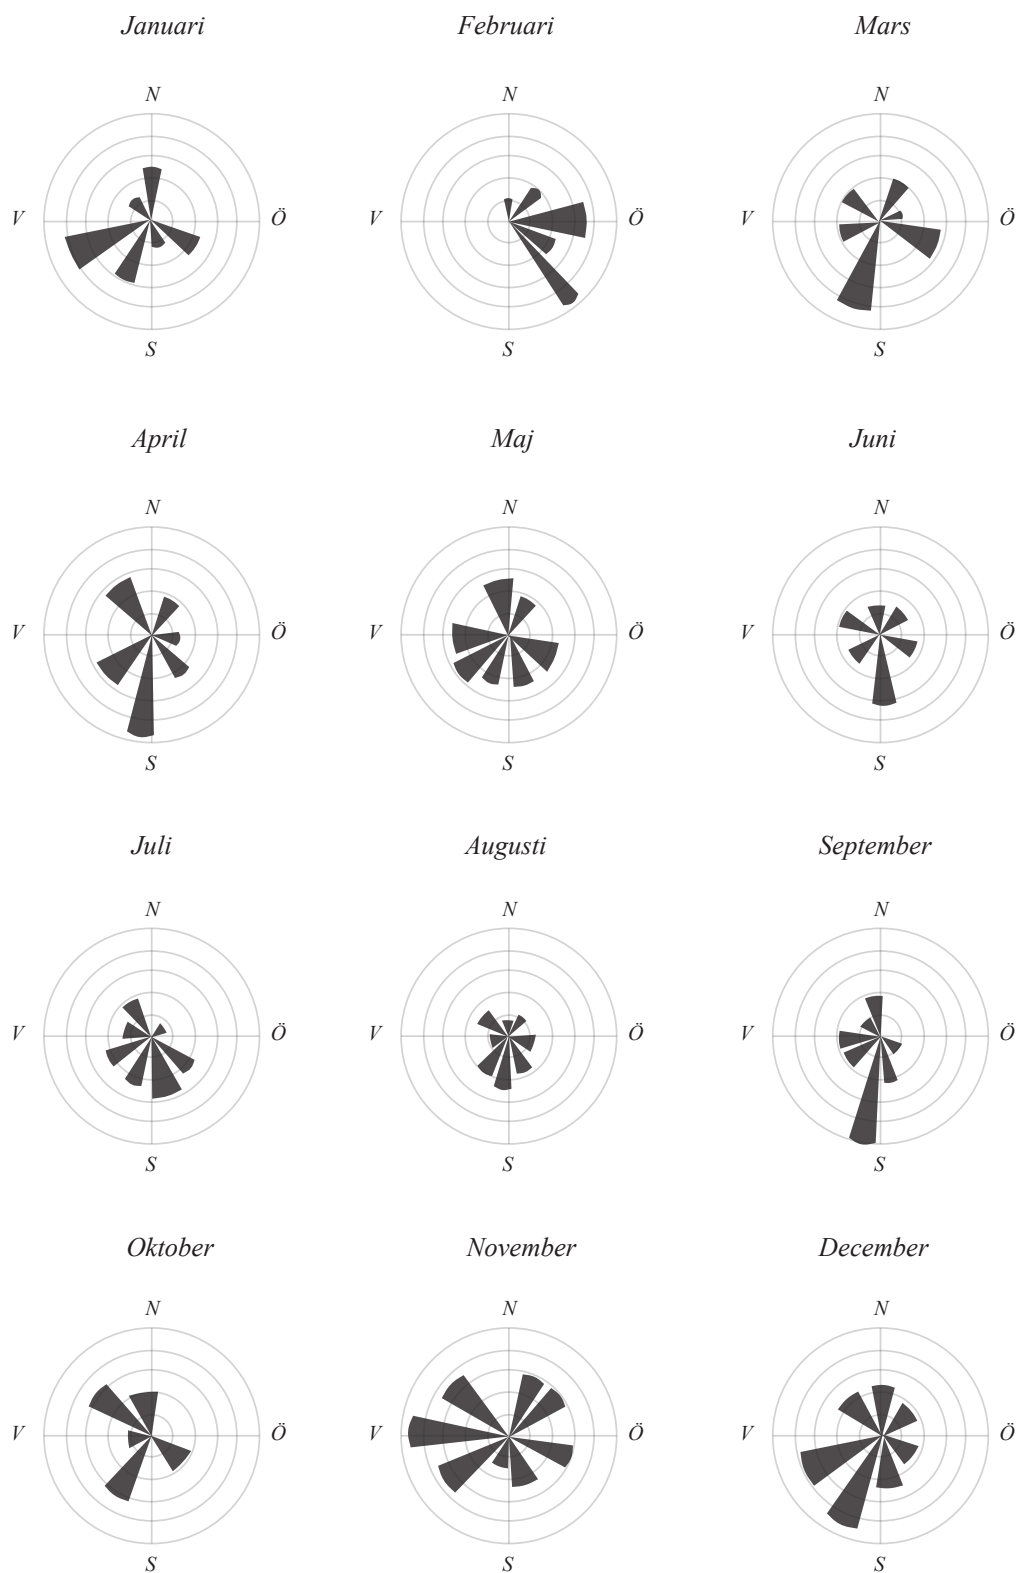 Januari Februari Mars
N N N
V Ö V Ö V Ö
S S S
April Maj Juni
N N N
V Ö V Ö V Ö
S S S
Juli Augusti September
N N N
V Ö V Ö V Ö
S S S
Oktober November December
N N N
V Ö V Ö V Ö
S S S